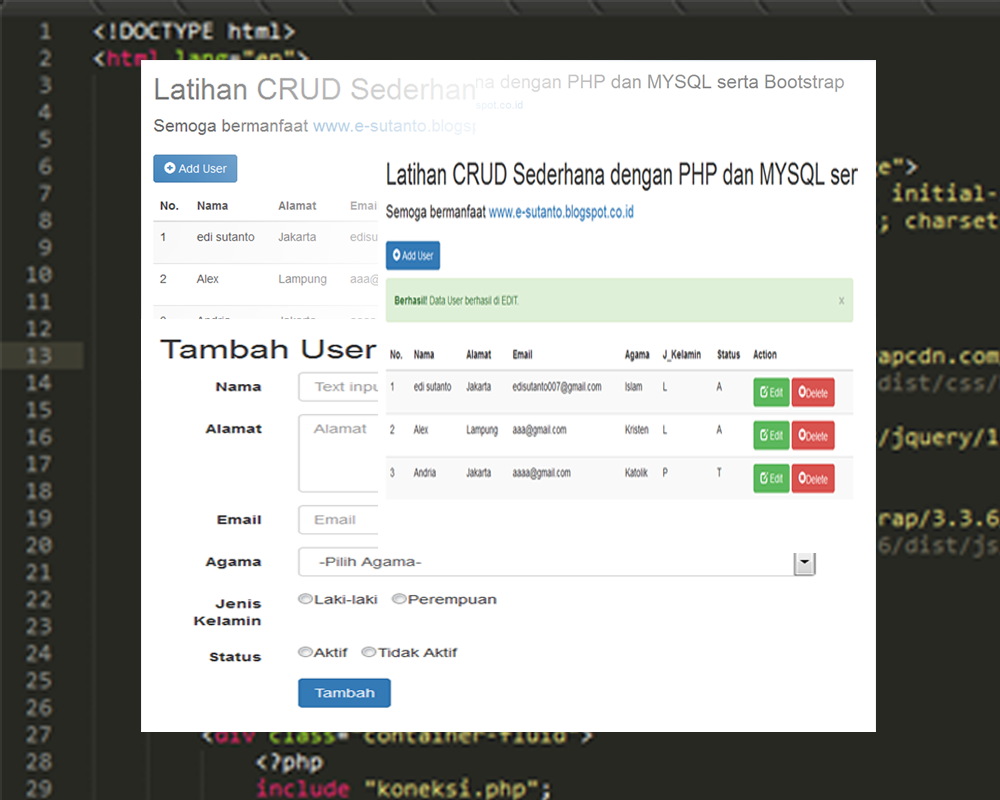 1 <!DOCTYPE html>
2 <html lang="en">
3
4
5
6 e">
7 initial-
8 ; charset
9
10
11
12
13 apcdn.com
14 dist/css/
15
16 /jquery/1
17
18
19 rap/3.3.6
20 6/dist/js
21
22
23
24
25
26
27 <div class="container-fluid">
28 <?php
29 include "koneksi.php";
Latihan CRUD Sederhan
na dengan PHP dan MYSQL serta Bootstrap
spot.co.id
Semoga bermanfaat www.e-sutanto.blogsp
Add User
No. Nama Alamat Emai
1 edi sutanto Jakarta edisu
2 Alex Lampung aaa@
3 Andria Jakarta
Latihan CRUD Sederhana dengan PHP dan MYSQL ser
Semoga bermanfaat www.e-sutanto.blogspot.co.id
Add User
Berhasil! Data User berhasil di EDIT. x
No. Nama Alamat Email Agama J_Kelamin Status Action
1 edi sutanto Jakarta edisutanto007@gmail.com Islam L A Edit Delete
2 Alex Lampung aaa@gmail.com Kristen L A Edit Delete
3 Andria Jakarta aaaa@gmail.com Katolik P T Edit Delete
Tambah User
Nama Text inpu
Alamat Alamat
Email Email
Agama -Pilih Agama-
Jenis Kelamin Laki-laki Perempuan
Status Aktif Tidak Aktif
Tambah